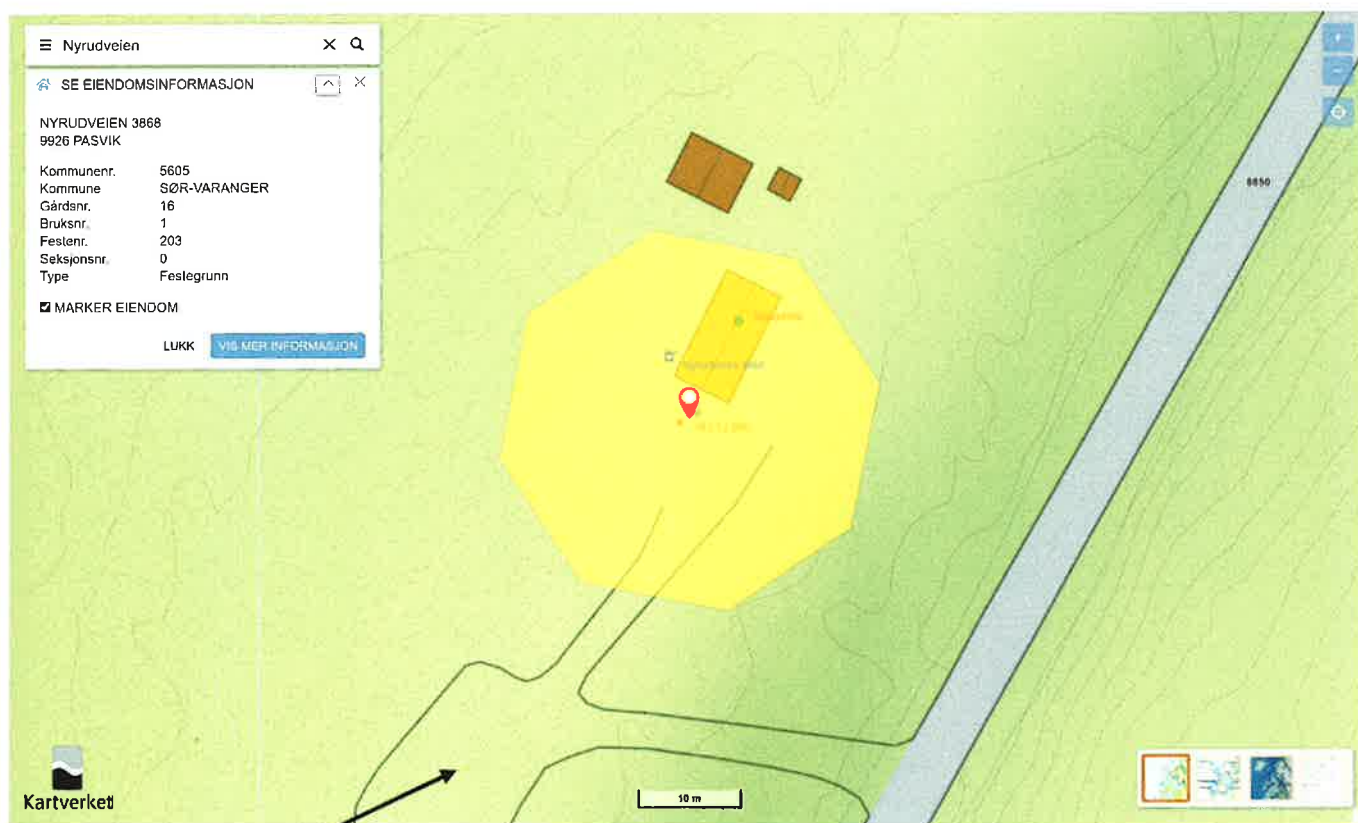 Nyrudveien
SE EIENDOMSINFORMASJON
NYRUDVEIEN 3868
9926 PASVIK
Kommunenr. 5605
Kommune SØR-VARANGER
Gårdsnr. 16
Bruksnr. 1
Festenr. 203
Seksjonsnr. 0
Type Festegrunn
MARKER EIENDOM
LUKK VIS MER INFORMASJON
8850
10 m
Kartverket